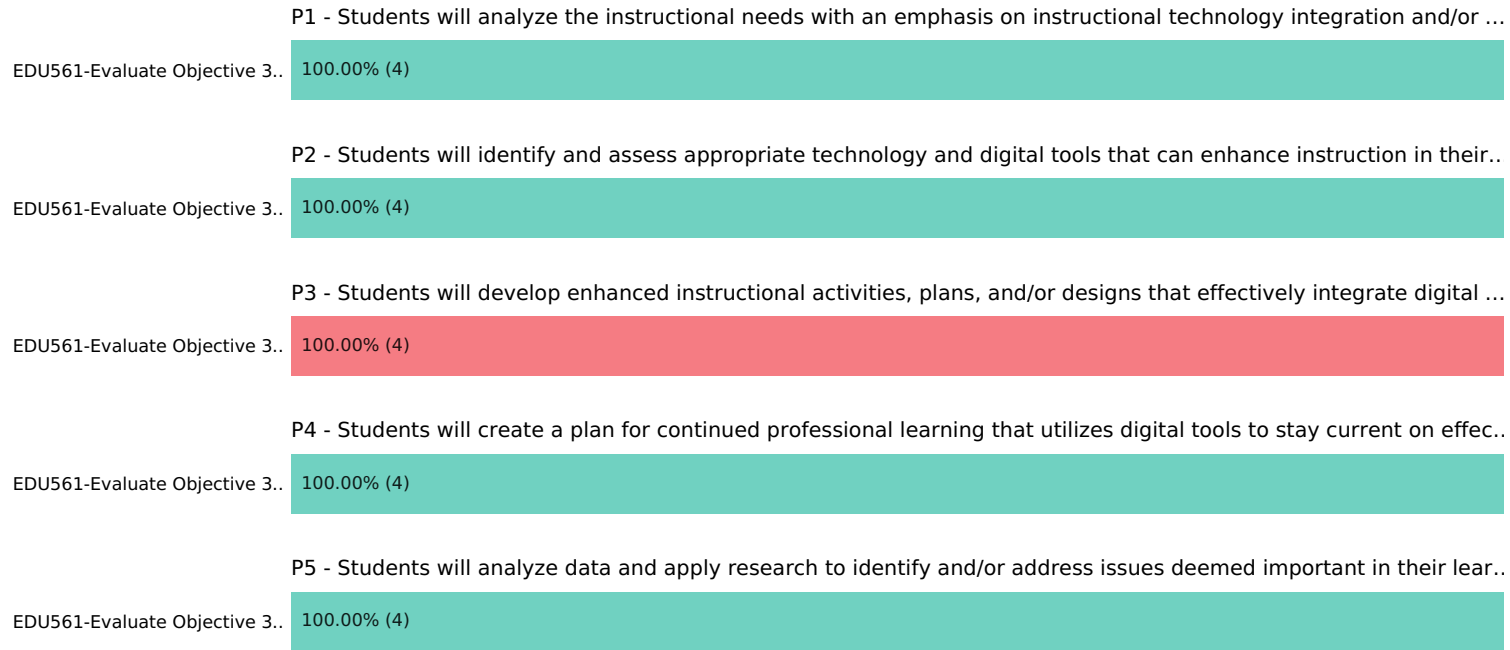 P1 - Students will analyze the instructional needs with an emphasis on instructional technology integration and/or ...
EDU561-Evaluate Objective 3.. 100.00% (4)
P2 - Students will identify and assess appropriate technology and digital tools that can enhance instruction in their..
EDU561-Evaluate Objective 3.. 100.00% (4)
P3 - Students will develop enhanced instructional activities, plans, and/or designs that effectively integrate digital ...
EDU561-Evaluate Objective 3.. 100.00% (4)
P4 - Students will create a plan for continued professional learning that utilizes digital tools to stay current on effec..
EDU561-Evaluate Objective 3.. 100.00% (4)
P5 - Students will analyze data and apply research to identify and/or address issues deemed important in their lear..
EDU561-Evaluate Objective 3.. 100.00% (4)